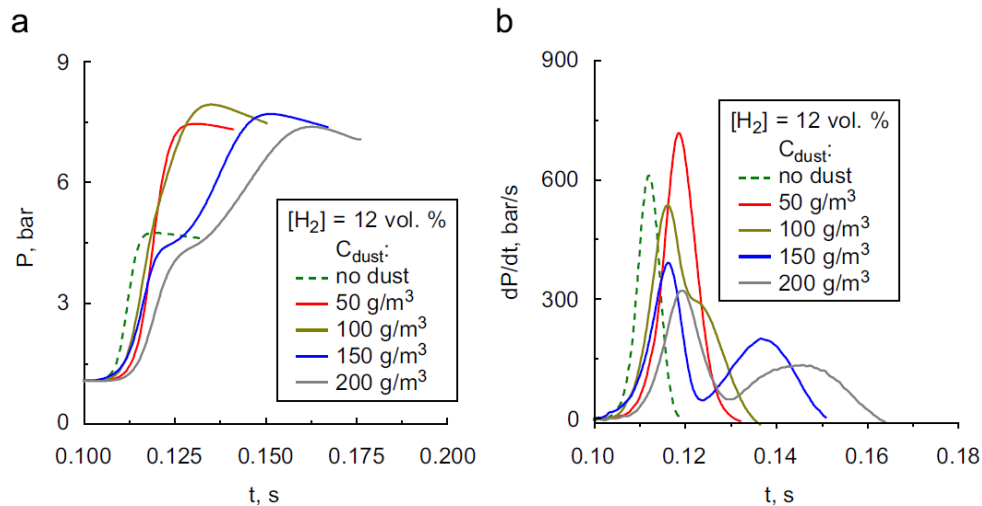 a
9
6
3
0
P, bar
[H₂] = 12 vol. %
C_dust:
no dust
50 g/m³
100 g/m³
150 g/m³
200 g/m³
0.100 0.125 0.150 0.175 0.200
t, s
b
900
600
300
0
dP/dt, bar/s
[H₂] = 12 vol. %
C_dust:
no dust
50 g/m³
100 g/m³
150 g/m³
200 g/m³
0.10 0.12 0.14 0.16 0.18
t, s